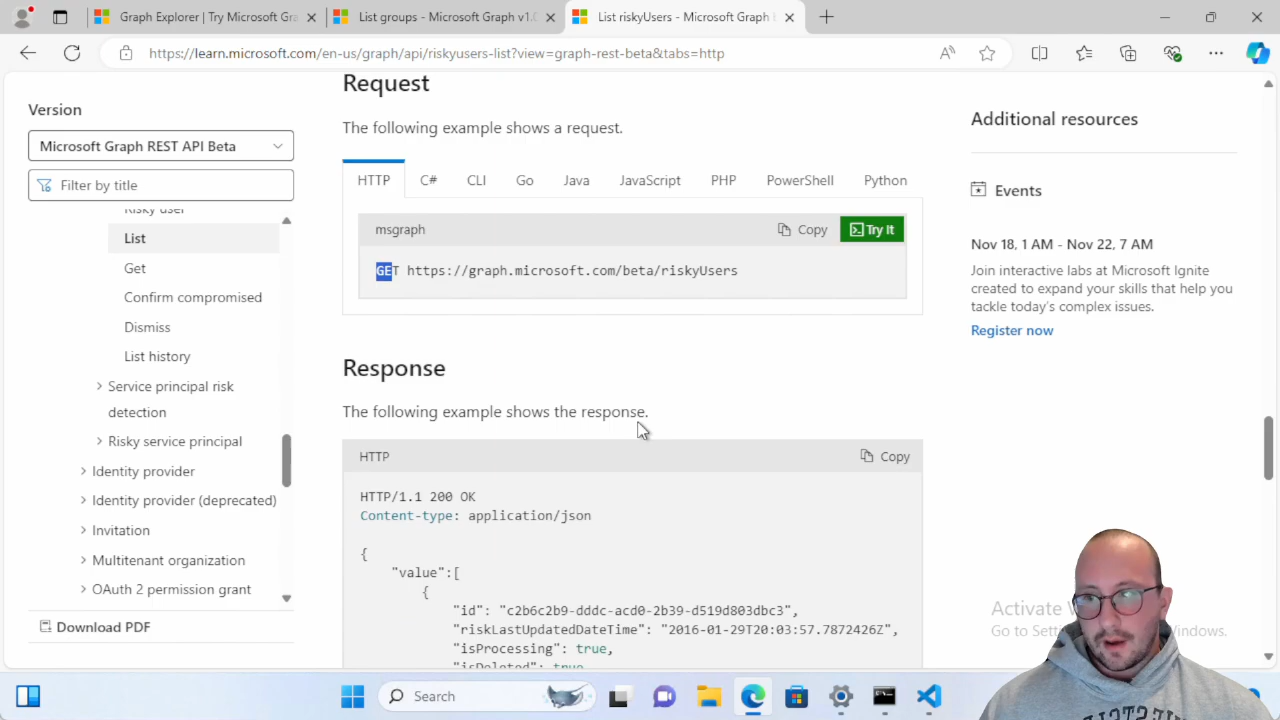 Graph Explorer | Try Microsoft Gra
List groups - Microsoft Graph v1.0
List riskyUsers - Microsoft Graph b
https://learn.microsoft.com/en-us/graph/api/riskyusers-list?view=graph-rest-beta&tabs=http
Version
Microsoft Graph REST API Beta
Filter by title
Risky user
List
Get
Confirm compromised
Dismiss
List history
Service principal risk
detection
Risky service principal
Identity provider
Identity provider (deprecated)
Invitation
Multitenant organization
OAuth 2 permission grant
Download PDF
Request
The following example shows a request.
HTTP C# CLI Go Java JavaScript PHP PowerShell Python
msgraph Copy Try It
GET https://graph.microsoft.com/beta/riskyUsers
Response
The following example shows the response.
HTTP Copy
HTTP/1.1 200 OK
Content-type: application/json
{
"value":[
{
"id": "c2b6c2b9-dddc-acd0-2b39-d519d803dbc3",
"riskLastUpdatedDateTime": "2016-01-29T20:03:57.7872426Z",
"isProcessing": true,
"isDeleted": true,
Additional resources
Events
Nov 18, 1 AM - Nov 22, 7 AM
Join interactive labs at Microsoft Ignite
created to expand your skills that help you
tackle today's complex issues.
Register now
Activate
Go to Windows.
Search